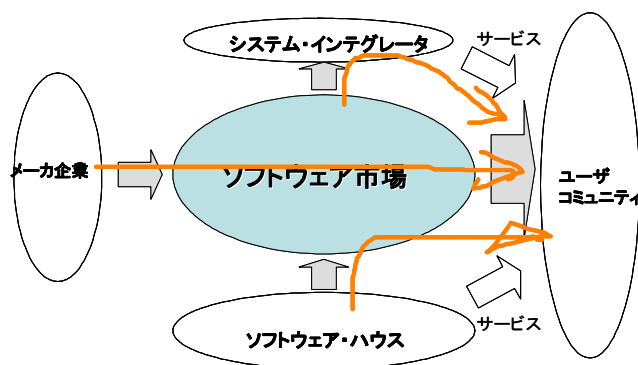 システム・インテグレータ
サービス
メーカ企業
ソフトウェア市場
ユーザ
コミュニティ
ソフトウェア・ハウス
サービス